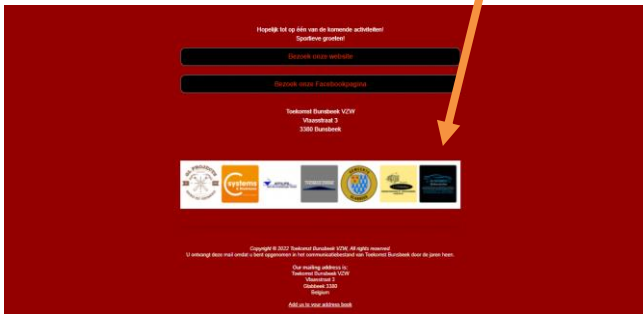 Hopelijk tot op één van de komende activiteiten!
Sportieve groeten!
Bezoek onze website
Bezoek onze Facebookpagina
Toekomst Bunsbeek VZW
Vlaasstraat 3
3380 Bunsbeek
systems
Copyright © 2022 Toekomst Bunsbeek VZW, All rights reserved.
U ontvangt deze mail omdat u bent opgenomen in het communicatiebestand van Toekomst Bunsbeek door de jaren heen.
Our mailing address is:
Toekomst Bunsbeek VZW
Vlaasstraat 3
Glabbeek 3380
Belgium
Add us to your address book